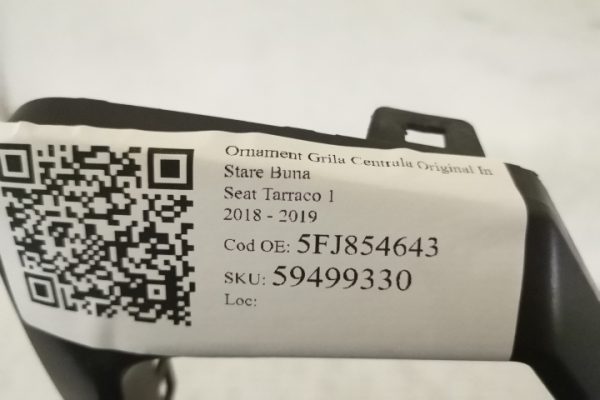 Ornament Grila Centrala Original In
Stare Buna
Seat Tarraco 1
2018 - 2019
Cod OE: 5FJ854643
SKU: 59499330
Loc: